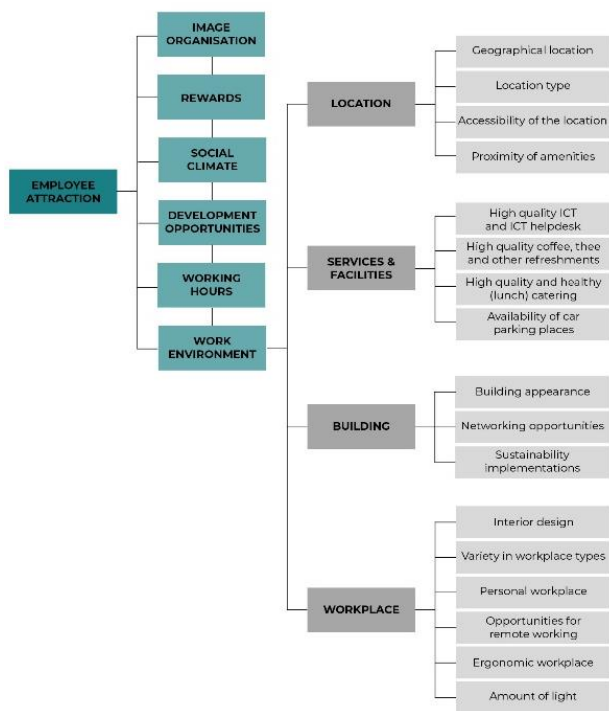 IMAGE
ORGANISATION
REWARDS
SOCIAL
CLIMATE
EMPLOYEE
ATTRACTION
DEVELOPMENT
OPPORTUNITIES
WORKING
HOURS
WORK
ENVIRONMENT
LOCATION
Geographical location
Location type
Accessibility of the location
Proximity of amenities
SERVICES &
FACILITIES
High quality ICT
and ICT helpdesk
High quality coffee, thee
and other refreshments
High quality and healthy
(lunch) catering
Availability of car
parking places
BUILDING
Building appearance
Networking opportunities
Sustainability
implementations
WORKPLACE
Interior design
Variety in workplace types
Personal workplace
Opportunities for
remote working
Ergonomic workplace
Amount of light